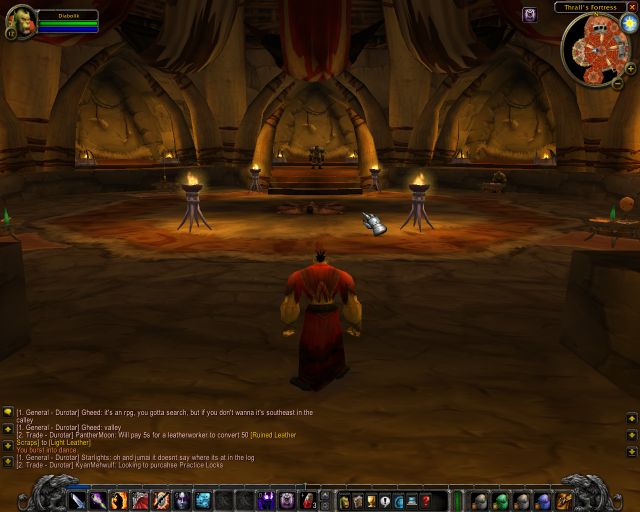 Diabolik
Thrall's Fortress
[1. General - Durotar] Gheed: it's an rpg, you gotta search, but if you don't wanna it's southeast in the
calley
[1. General - Durotar] Gheed: valley
[2. Trade - Durotar] PantherMoon: Will pay 5s for a leatherworker to convert 50 [Ruined Leather
Scraps] to [Light Leather]
You burst into dance.
[1. General - Durotar] Starlights: oh and jumai it doesnt say where its at in the log
[2. Trade - Durotar] KyanMehwulf: Looking to purcahse Practice Locks
3